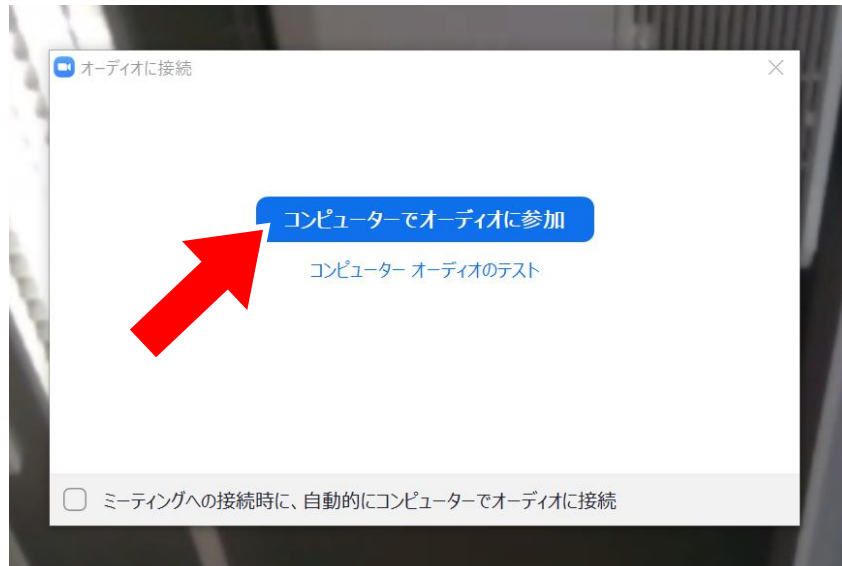 オーディオに接続
コンピューターでオーディオに参加
コンピューター オーディオのテスト
ミーティングへの接続時に、自動的にコンピューターでオーディオに接続